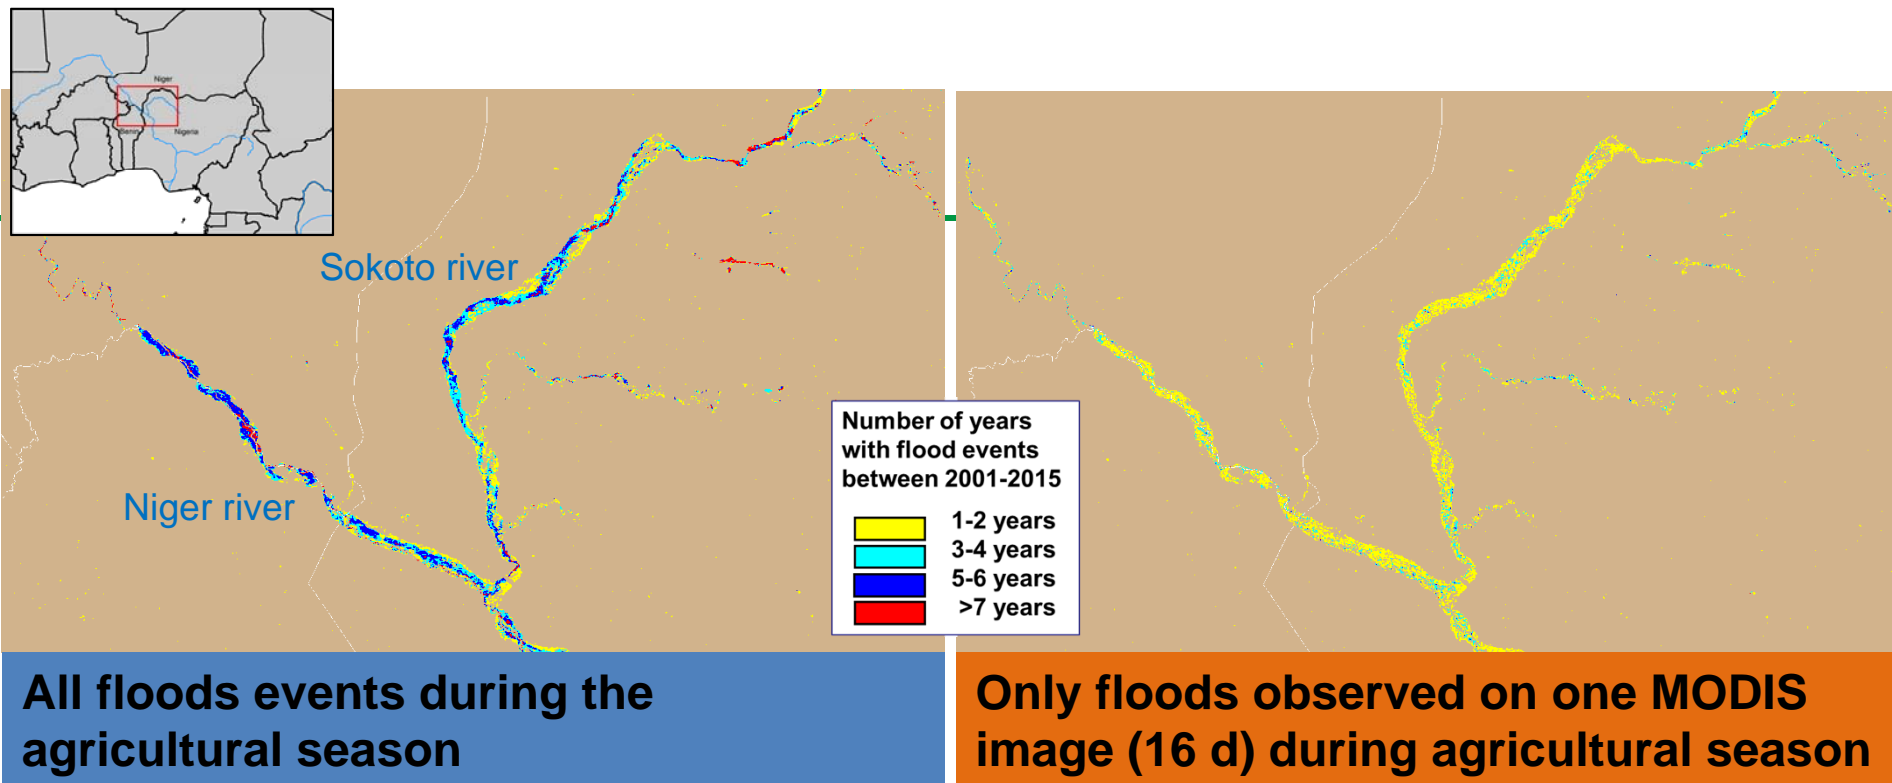 Niger
Benin
Nigeria
Sokoto river
Niger river
Number of years
with flood events
between 2001-2015
1-2 years
3-4 years
5-6 years
>7 years
All floods events during the
agricultural season
Only floods observed on one MODIS
image (16 d) during agricultural season